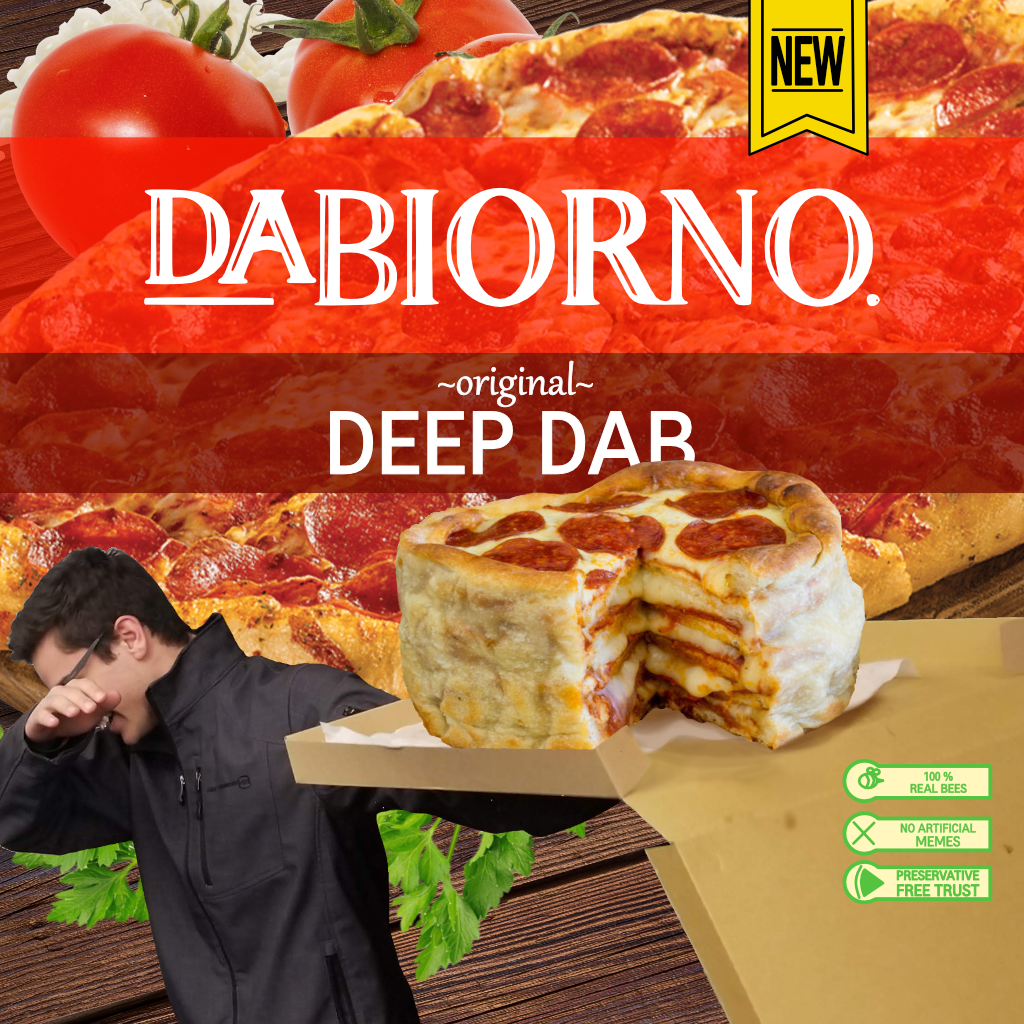 NEW
DABIORNO.
~original~
DEEP DAB
100 %
REAL BEES
NO ARTIFICIAL
MEMES
PRESERVATIVE
FREE TRUST